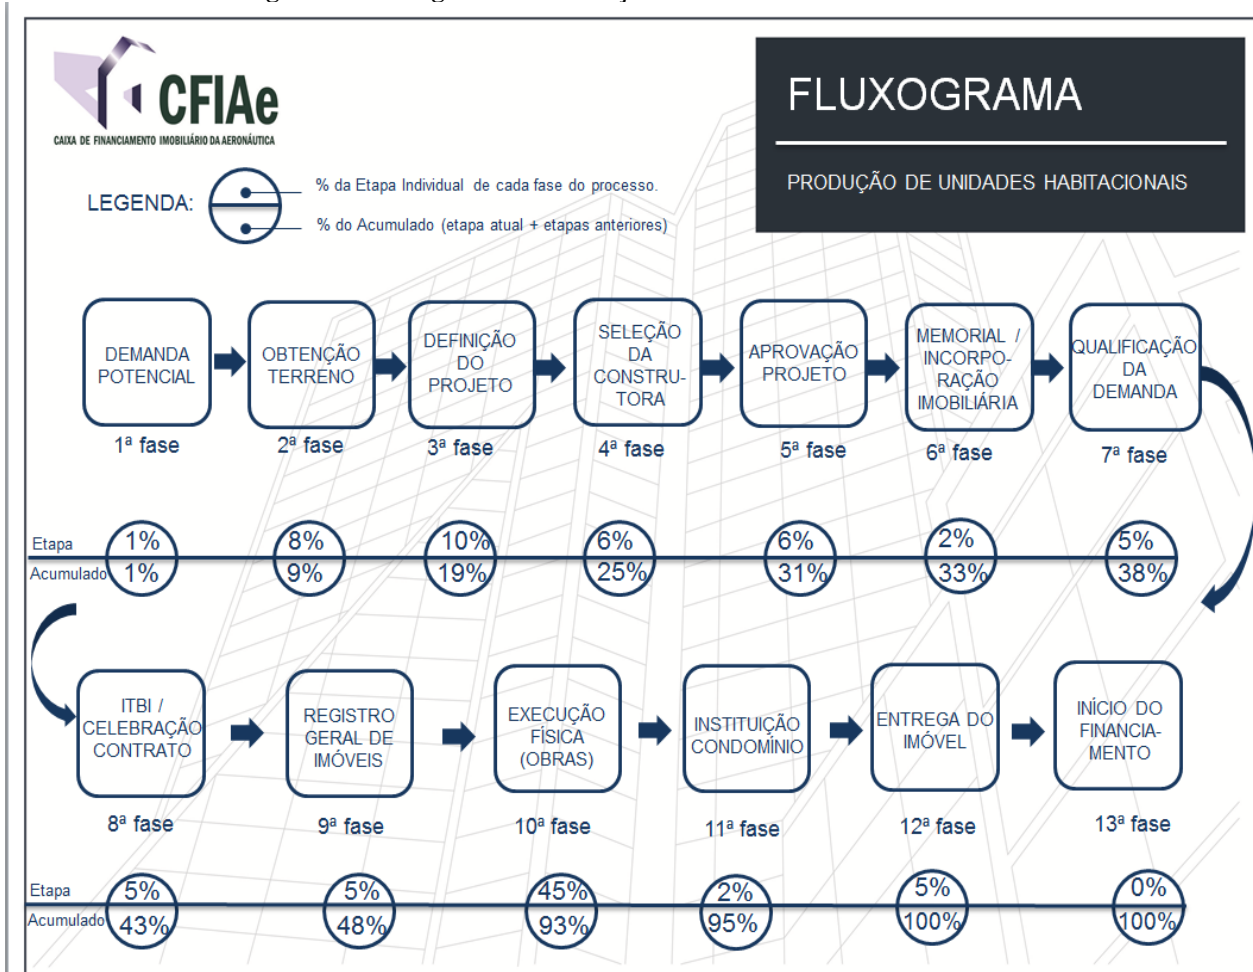 CFIAe
CAIXA DE FINANCIAMENTO IMOBILIÁRIO DA AERONÁUTICA
FLUXOGRAMA
PRODUÇÃO DE UNIDADES HABITACIONAIS
LEGENDA:
% da Etapa Individual de cada fase do processo.
% do Acumulado (etapa atual + etapas anteriores)
DEMANDA
POTENCIAL
1ª fase
OBTENÇÃO
TERRENO
2ª fase
DEFINIÇÃO
DO
PROJETO
3ª fase
SELEÇÃO
DA
CONSTRU-
TORA
4ª fase
APROVAÇÃO
PROJETO
5ª fase
MEMORIAL /
INCORPO-
RAÇÃO
IMOBILIÁRIA
6ª fase
QUALIFICAÇÃO
DA
DEMANDA
7ª fase
Etapa 1% 8% 10% 6% 6% 2% 5%
Acumulado 1% 9% 19% 25% 31% 33% 38%
ITBI /
CELEBRAÇÃO
CONTRATO
8ª fase
REGISTRO
GERAL DE
IMÓVEIS
9ª fase
EXECUÇÃO
FÍSICA
(OBRAS)
10ª fase
INSTITUIÇÃO
CONDOMÍNIO
11ª fase
ENTREGA DO
IMÓVEL
12ª fase
INÍCIO DO
FINANCIA-
MENTO
13ª fase
Etapa 5% 5% 45% 2% 5% 0%
Acumulado 43% 48% 93% 95% 100% 100%